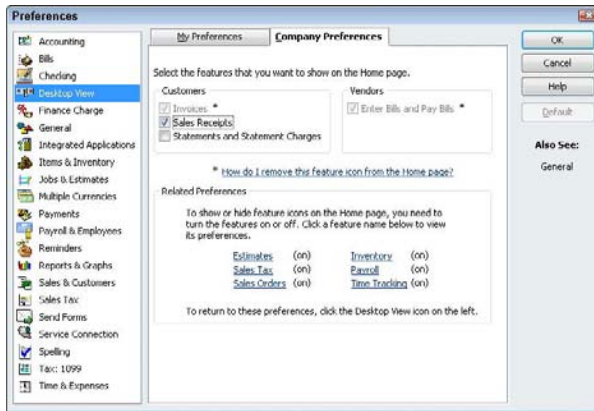 Preferences
Accounting
Bills
Checking
Desktop View
Finance Charge
General
Integrated Applications
Items & Inventory
Jobs & Estimates
Multiple Currencies
Payments
Payroll & Employees
Reminders
Reports & Graphs
Sales & Customers
Sales Tax
Send Forms
Service Connection
Spelling
Tax: 1099
Time & Expenses
My Preferences
Company Preferences
Select the features that you want to show on the Home page.
Customers
Invoices *
Sales Receipts
Statements and Statement Charges
Vendors
Enter Bills and Pay Bills *
* How do I remove this feature icon from the Home page?
Related Preferences
To show or hide feature icons on the Home page, you need to
turn the features on or off. Click a feature name below to view
its preferences.
Estimates (on) Inventory (on)
Sales Tax (on) Payroll (on)
Sales Orders (on) Time Tracking (on)
To return to these preferences, click the Desktop View icon on the left.
OK
Cancel
Help
Default
Also See:
General